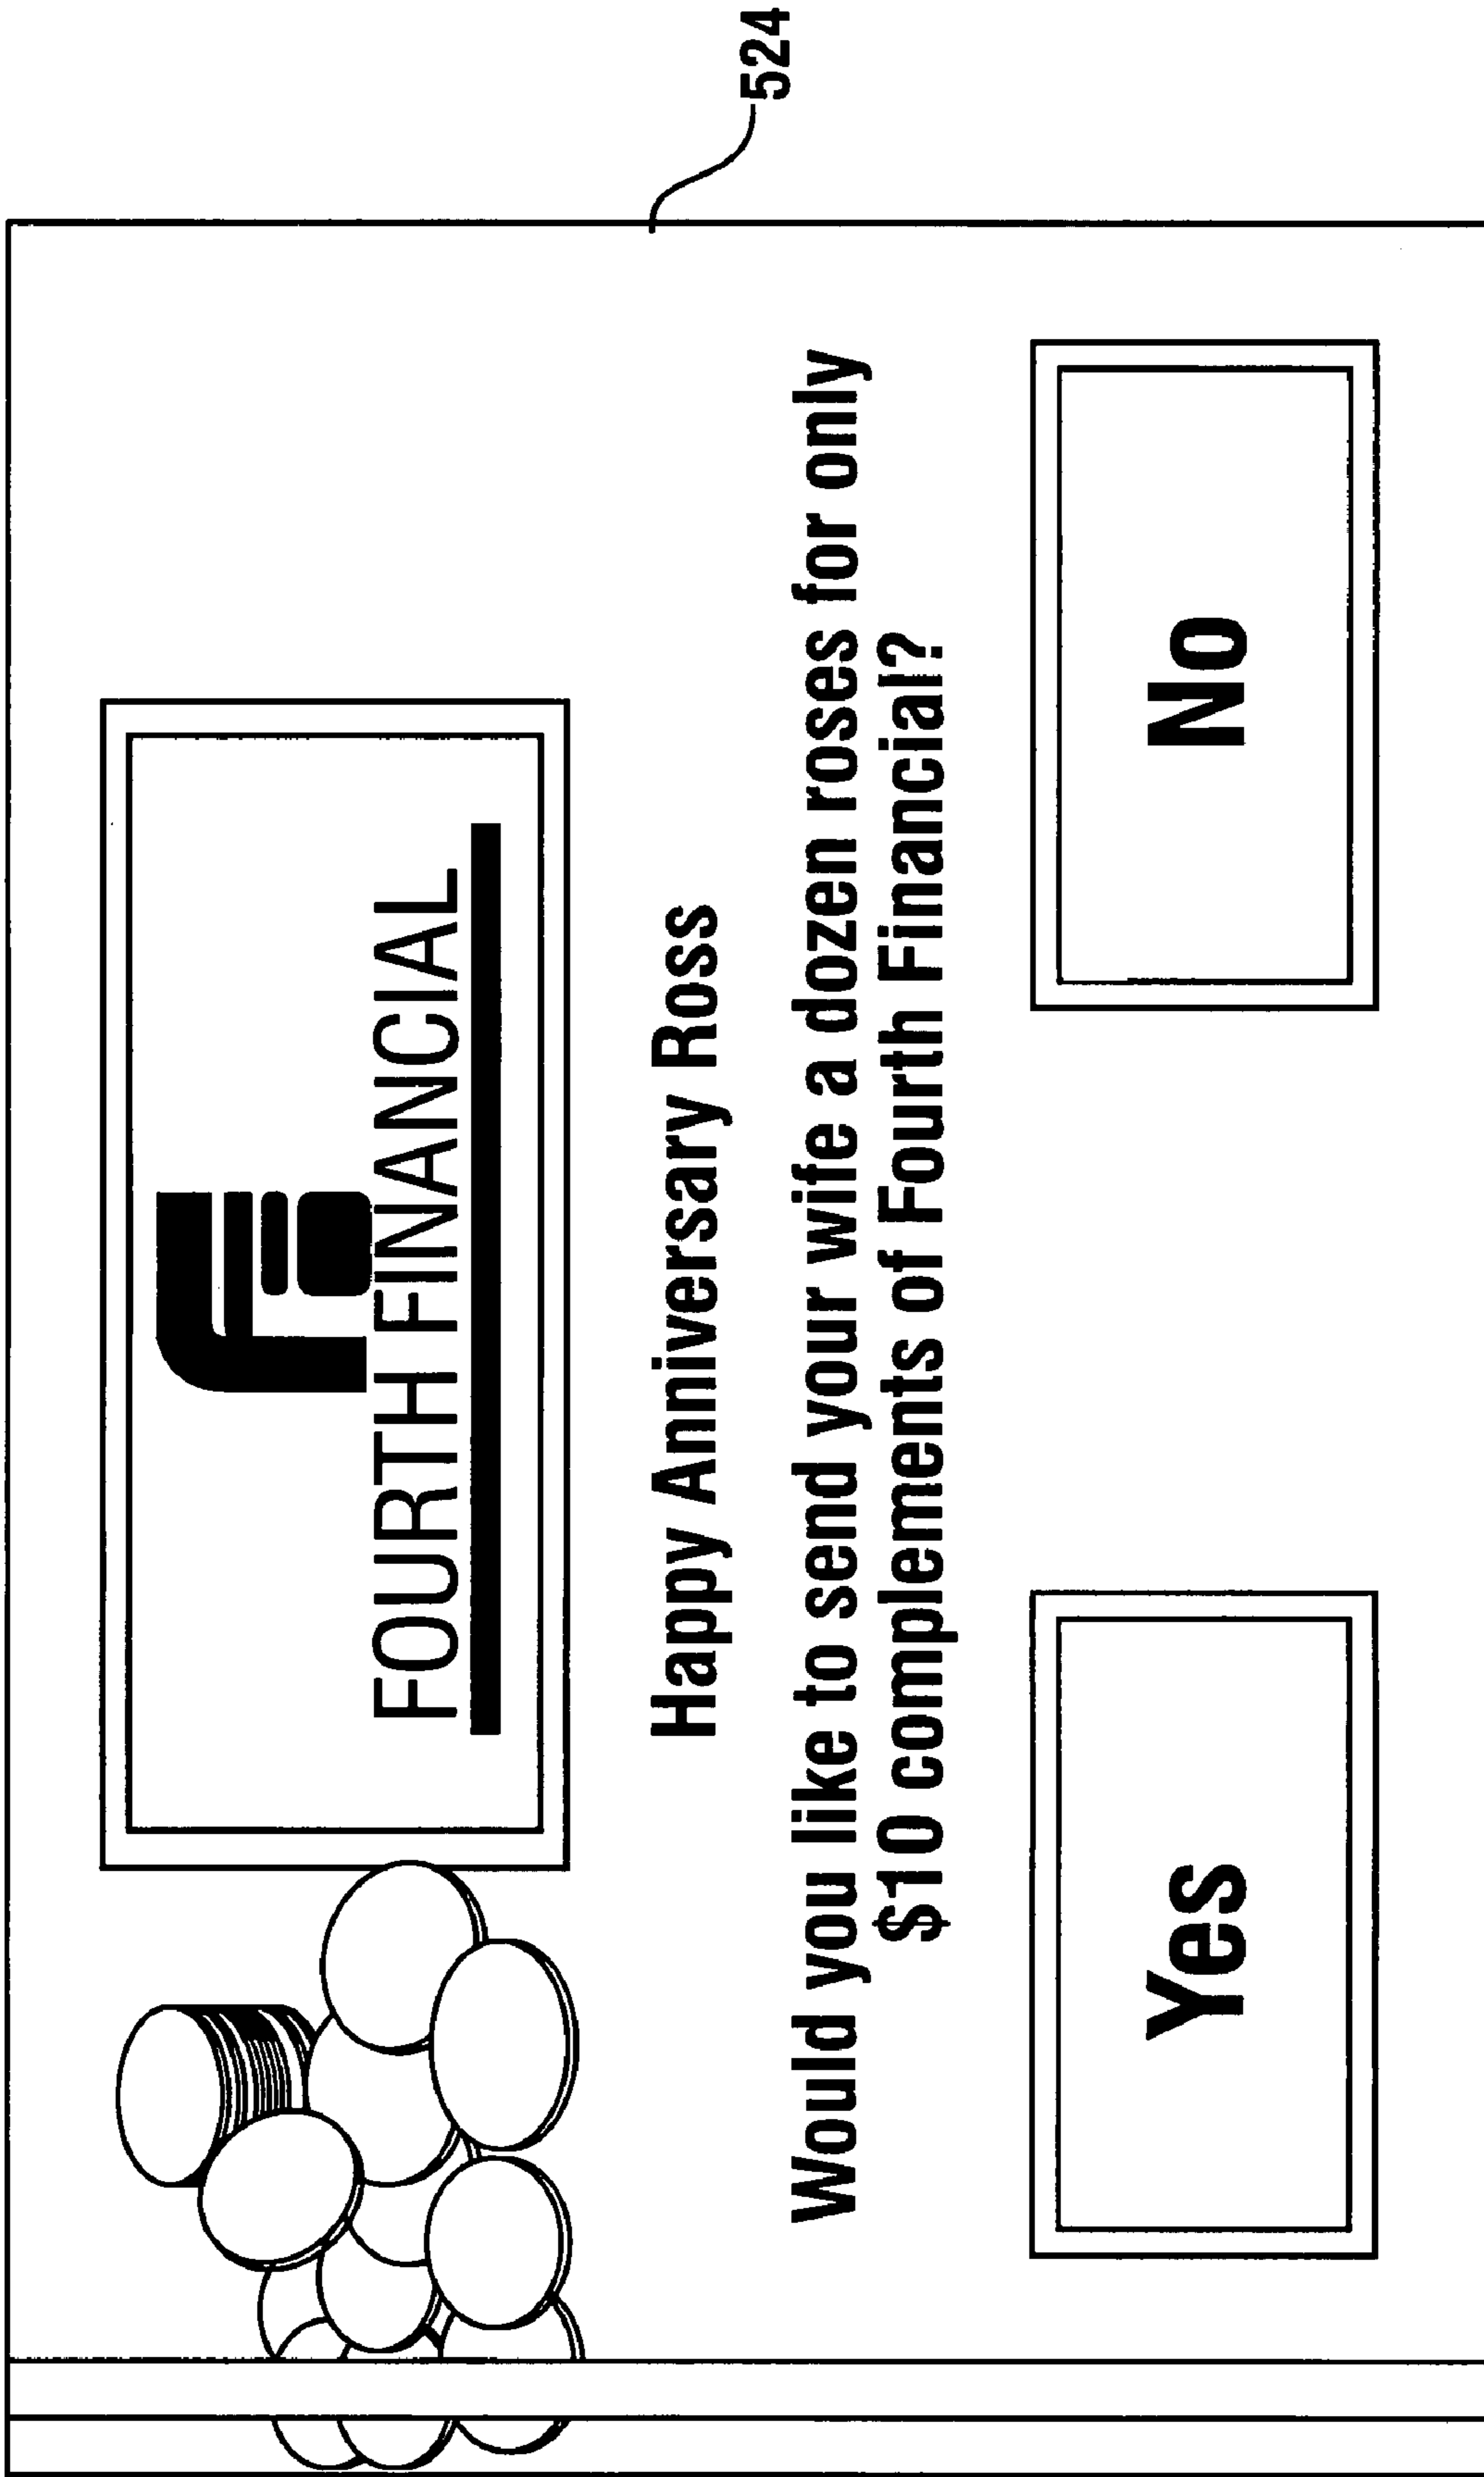 FOURTH FINANCIAL
Happy Anniversary Ross
Would you like to send your wife a dozen roses for only
$10 complements of Fourth Financial?
Yes
No
524